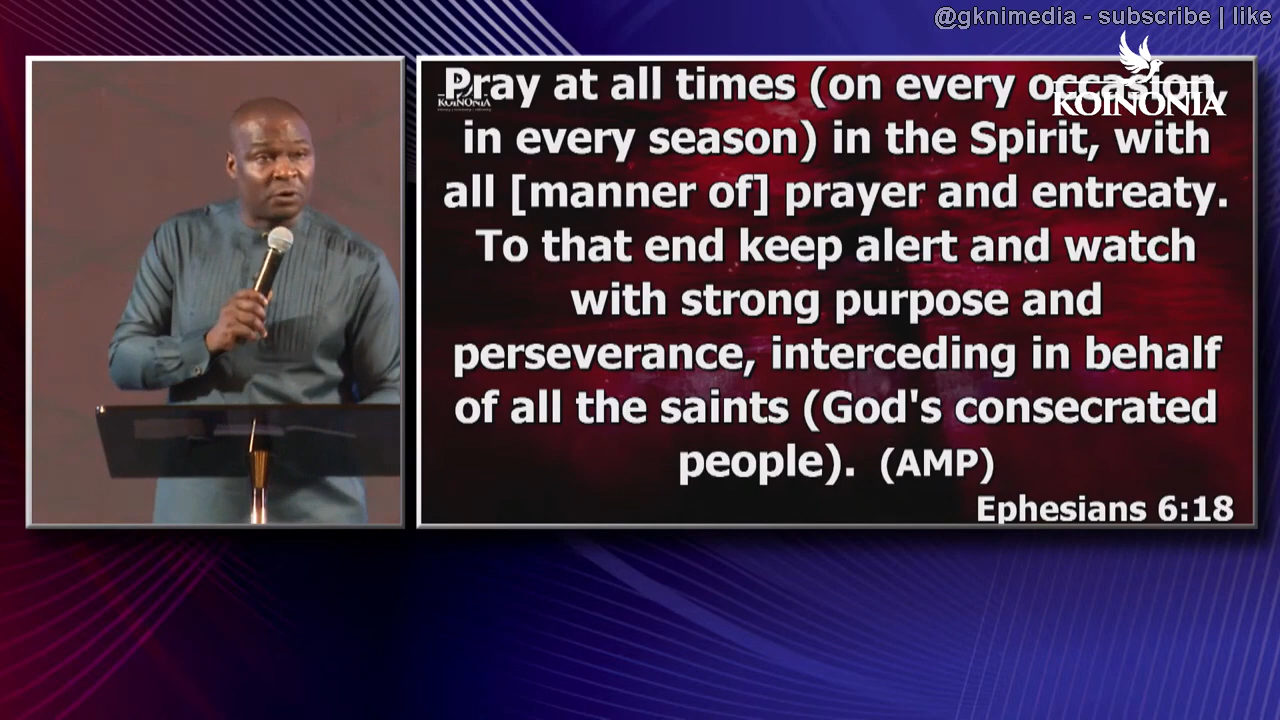 @gknimedia - subscribe | like
Pray at all times (on every occasion,
in every season) in the Spirit, with
all [manner of] prayer and entreaty.
To that end keep alert and watch
with strong purpose and
perseverance, interceding in behalf
of all the saints (God's consecrated
people). (AMP)
Ephesians 6:18
KOINONIA
KOINONIA